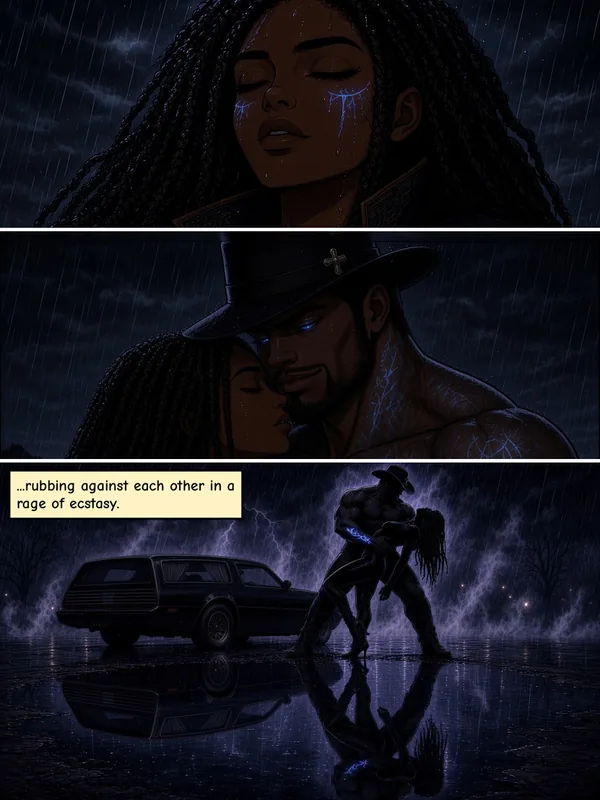 ...rubbing against each other in a
rage of ecstasy.